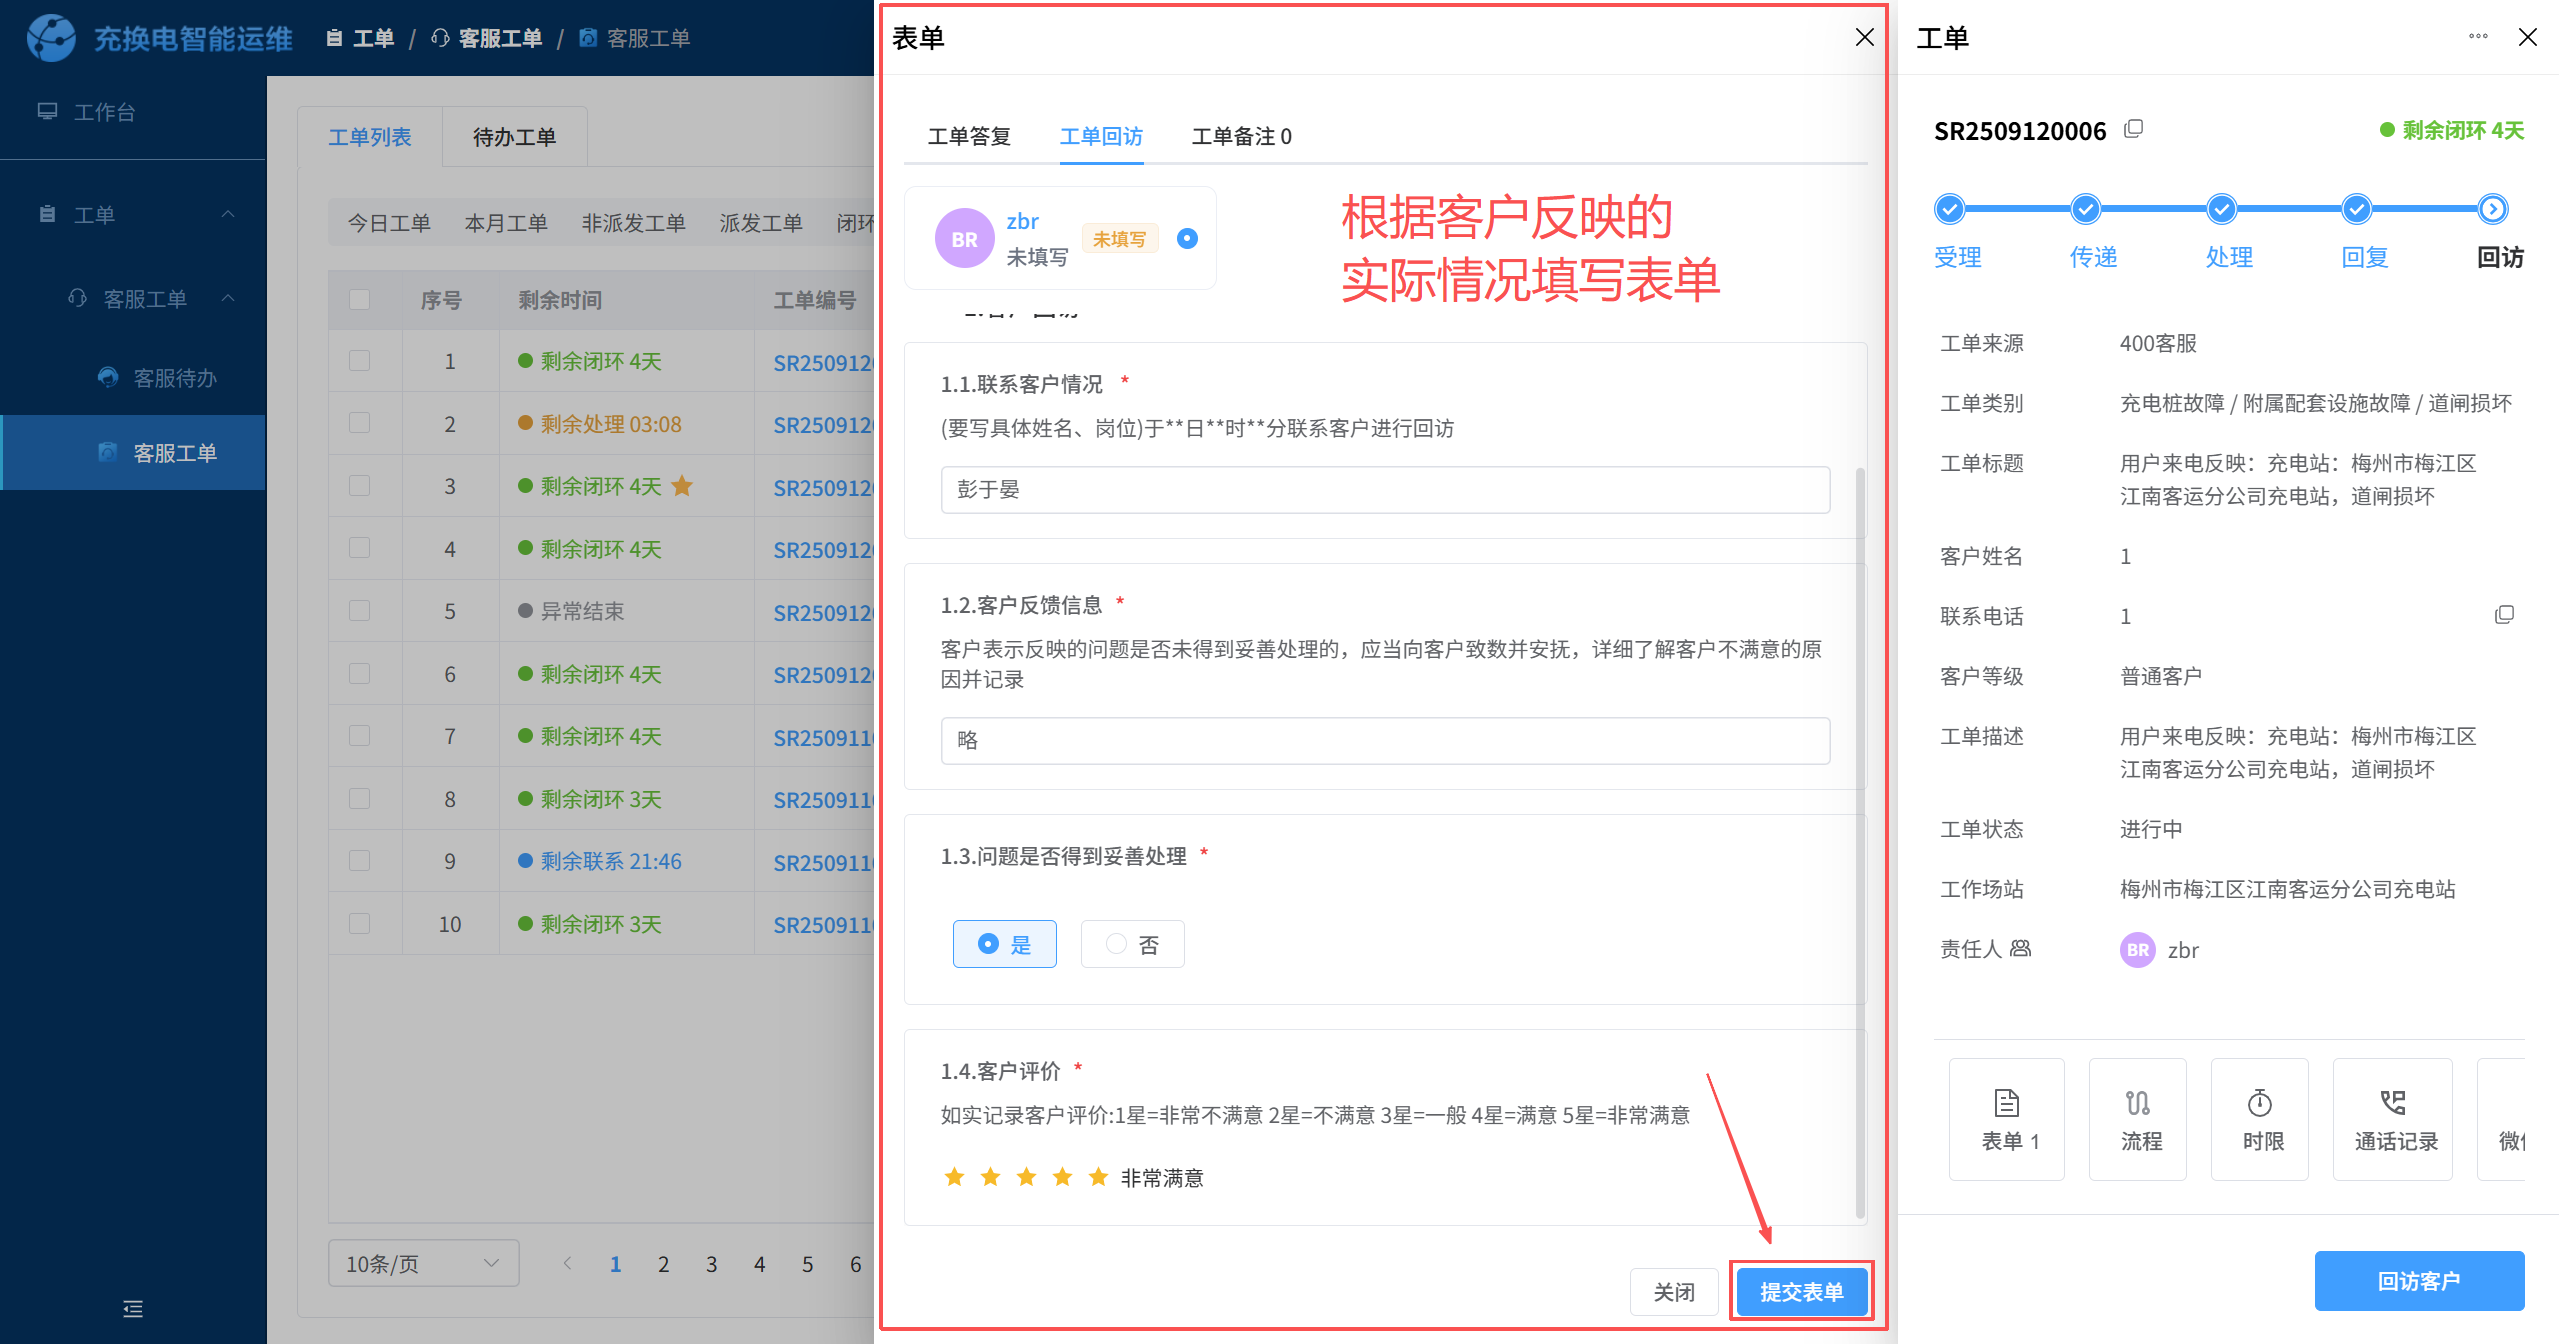 充换电智能运维
工单 / 客服工单 / 客服工单
工作台
工单
客服工单
客服待办
客服工单
工单列表
待办工单
今日工单 本月工单 非派发工单 派发工单 闭环
序号 剩余时间 工单编号
1 剩余闭环 4天 SR2509120
2 剩余处理 03:08 SR2509120
3 剩余闭环 4天 SR2509120
4 剩余闭环 4天 SR2509120
5 异常结束 SR2509120
6 剩余闭环 4天 SR2509120
7 剩余闭环 4天 SR2509110
8 剩余闭环 3天 SR2509110
9 剩余联系 21:46 SR2509110
10 剩余闭环 3天 SR2509110
10条/页 1 2 3 4 5 6
表单
工单答复 工单回访 工单备注 0
BR
zbr
未填写
未填写
根据客户反映的
实际情况填写表单
1.1.联系客户情况 *
(要写具体姓名、岗位)于**日**时**分联系客户进行回访
彭于晏
1.2.客户反馈信息 *
客户表示反映的问题是否未得到妥善处理的，应当向客户致数并安抚，详细了解客户不满意的原
因并记录
略
1.3.问题是否得到妥善处理 *
是 否
1.4.客户评价 *
如实记录客户评价:1星=非常不满意 2星=不满意 3星=一般 4星=满意 5星=非常满意
非常满意
关闭 提交表单
工单
SR2509120006 剩余闭环 4天
受理 传递 处理 回复 回访
工单来源 400客服
工单类别 充电桩故障 / 附属配套设施故障 / 道闸损坏
工单标题 用户来电反映：充电站：梅州市梅江区
江南客运分公司充电站，道闸损坏
客户姓名 1
联系电话 1
客户等级 普通客户
工单描述 用户来电反映：充电站：梅州市梅江区
江南客运分公司充电站，道闸损坏
工单状态 进行中
工作场站 梅州市梅江区江南客运分公司充电站
责任人 BR zbr
表单 1 流程 时限 通话记录
回访客户